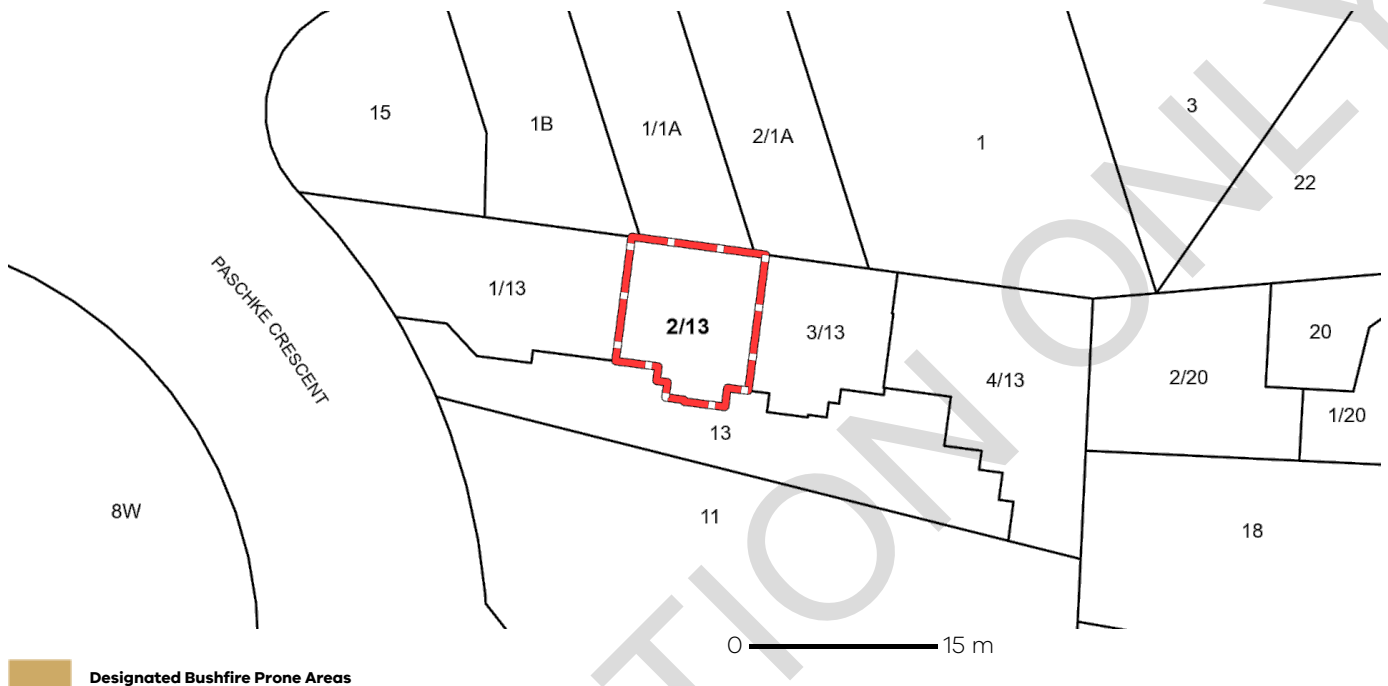 3
15
1B
1/1A
2/1A
1
22
PASCHKE CRESCENT
1/13
2/13
3/13
4/13
2/20
20
1/20
13
8W
11
18
0 15 m
TION ONLY
Designated Bushfire Prone Areas